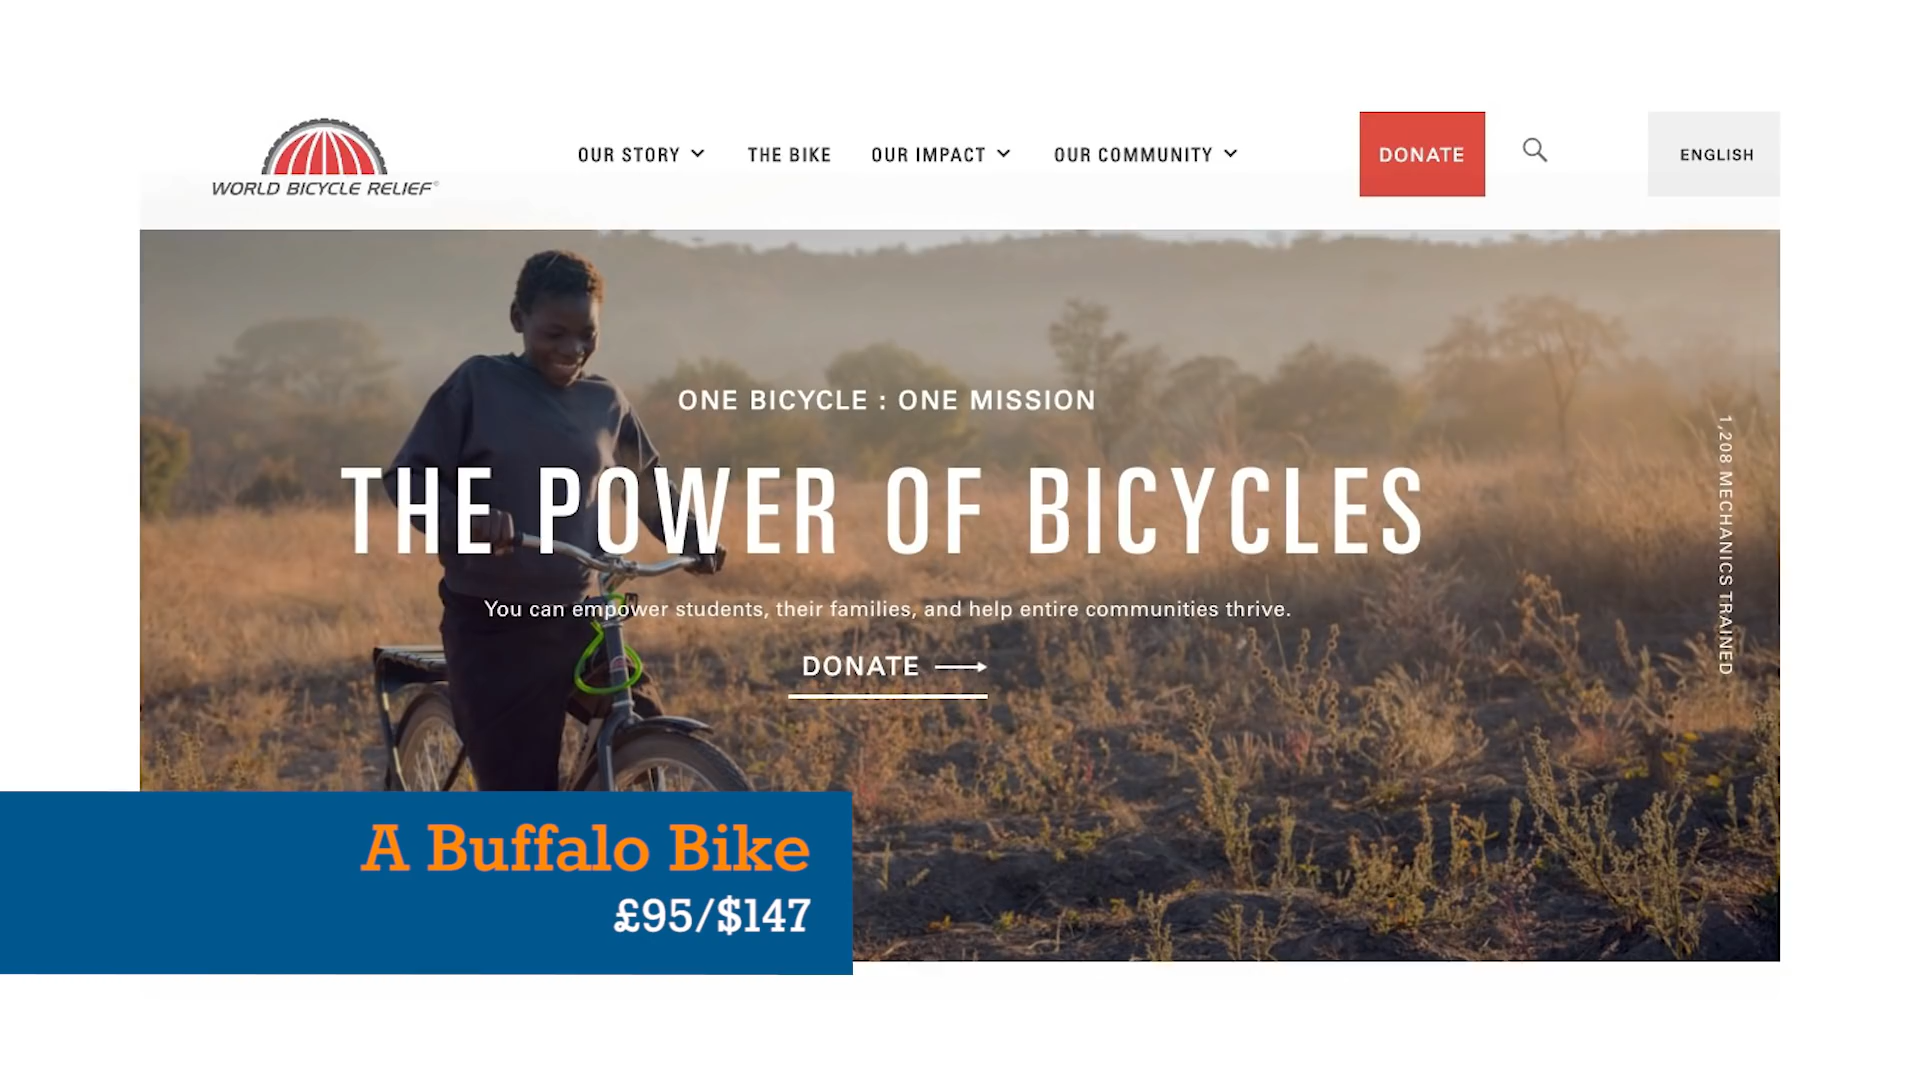 WORLD BICYCLE RELIEF®
OUR STORY
THE BIKE
OUR IMPACT
OUR COMMUNITY
DONATE
ENGLISH
ONE BICYCLE : ONE MISSION
THE POWER OF BICYCLES
You can empower students, their families, and help entire communities thrive.
DONATE
1,208 MECHANICS TRAINED
A Buffalo Bike
£95/$147